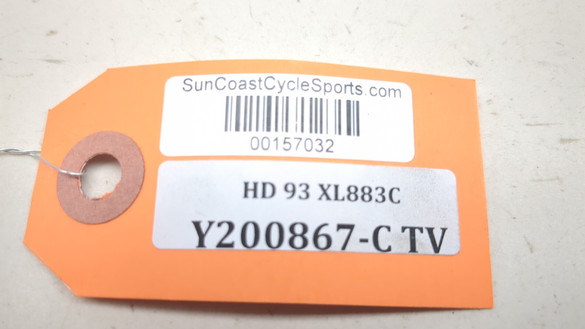 SunCoastCycleSports.com
00157032
HD 93 XL883C
Y200867-C TV